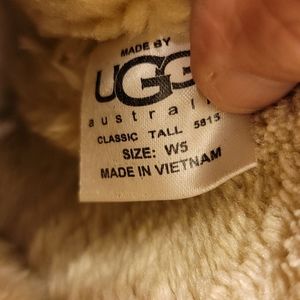 MADE BY
UGG
australia
CLASSIC TALL 5815
SIZE: W5
MADE IN VIETNAM